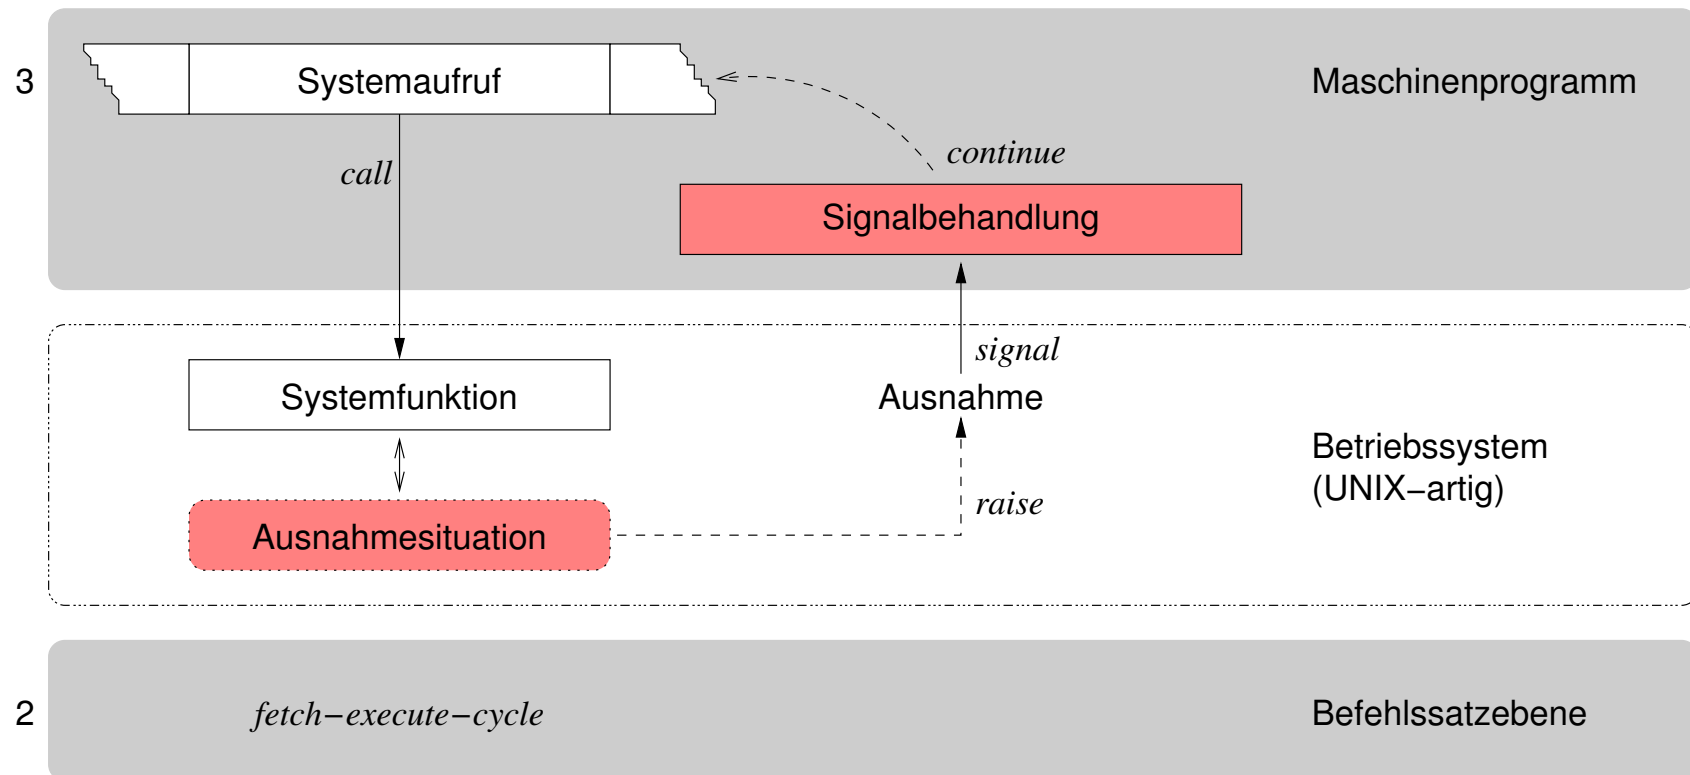 3
Systemaufruf
Maschinenprogramm
continue
call
Signalbehandlung
signal
Systemfunktion
Ausnahme
Betriebssystem
(UNIX−artig)
raise
Ausnahmesituation
2
fetch−execute−cycle
Befehlssatzebene